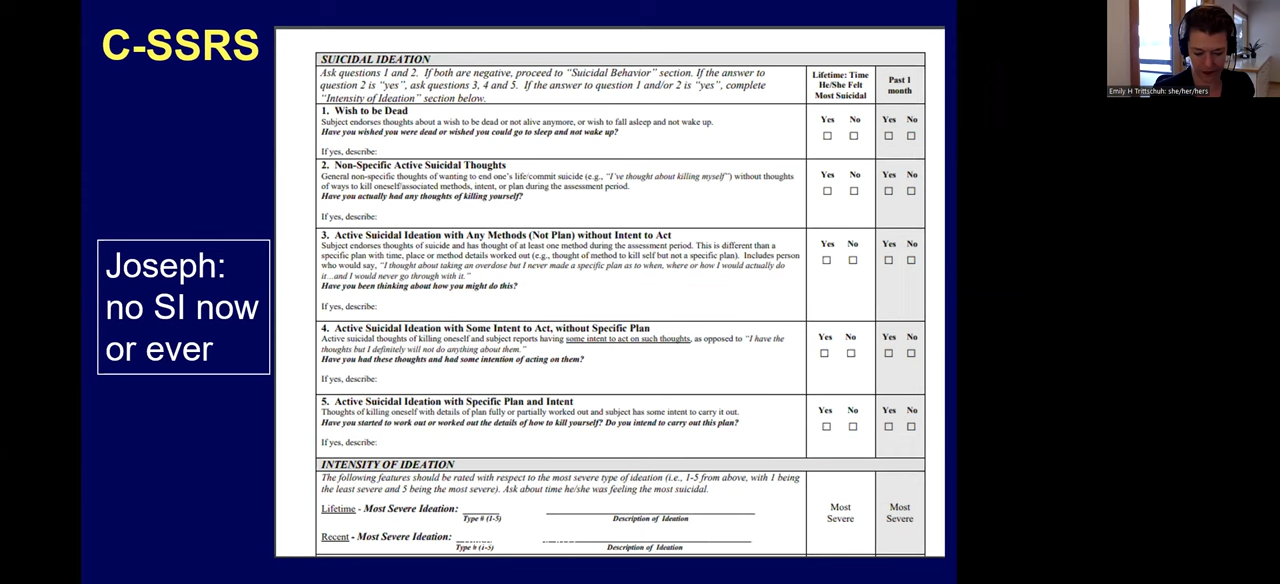 C-SSRS
Joseph:
no SI now
or ever
SUICIDAL IDEATION
Ask questions 1 and 2. If both are negative, proceed to “Suicidal Behavior” section. If the answer to
question 2 is “yes”, ask questions 3, 4 and 5. If the answer to question 1 and/or 2 is “yes”, complete
“Intensity of Ideation” section below.
Lifetime: Time
He/She Felt
Most Suicidal
Past 1
month
1. Wish to be Dead
Subject endorses thoughts about a wish to be dead or not alive anymore, or wish to fall asleep and not wake up.
Have you wished you were dead or wished you could go to sleep and not wake up?
If yes, describe:
Yes No Yes No
2. Non-Specific Active Suicidal Thoughts
General non-specific thoughts of wanting to end one's life/commit suicide (e.g., “I've thought about killing myself”) without thoughts
of ways to kill oneself/associated methods, intent, or plan during the assessment period.
Have you actually had any thoughts of killing yourself?
If yes, describe:
Yes No Yes No
3. Active Suicidal Ideation with Any Methods (Not Plan) without Intent to Act
Subject endorses thoughts of suicide and has thought of at least one method during the assessment period. This is different than a
specific plan with time, place or method details worked out (e.g., thought of method to kill self but not a specific plan). Includes person
who would say, “I thought about taking an overdose but I never made a specific plan as to when, where or how I would actually do
it...and I would never go through with it.”
Have you been thinking about how you might do this?
If yes, describe:
Yes No Yes No
4. Active Suicidal Ideation with Some Intent to Act, without Specific Plan
Active suicidal thoughts of killing oneself and subject reports having some intent to act on such thoughts, as opposed to “I have the
thoughts but I definitely will not do anything about them.”
Have you had these thoughts and had some intention of acting on them?
If yes, describe:
Yes No Yes No
5. Active Suicidal Ideation with Specific Plan and Intent
Thoughts of killing oneself with details of plan fully or partially worked out and subject has some intent to carry it out.
Have you started to work out or worked out the details of how to kill yourself? Do you intend to carry out this plan?
If yes, describe:
Yes No Yes No
INTENSITY OF IDEATION
The following features should be rated with respect to the most severe type of ideation (i.e., 1-5 from above, with 1 being
the least severe and 5 being the most severe). Ask about time he/she was feeling the most suicidal.
Lifetime - Most Severe Ideation:
Type # (1-5) Description of Ideation
Recent - Most Severe Ideation:
Type # (1-5) Description of Ideation
Most
Severe
Most
Severe
Emily H Trittschuh: she/her/hers